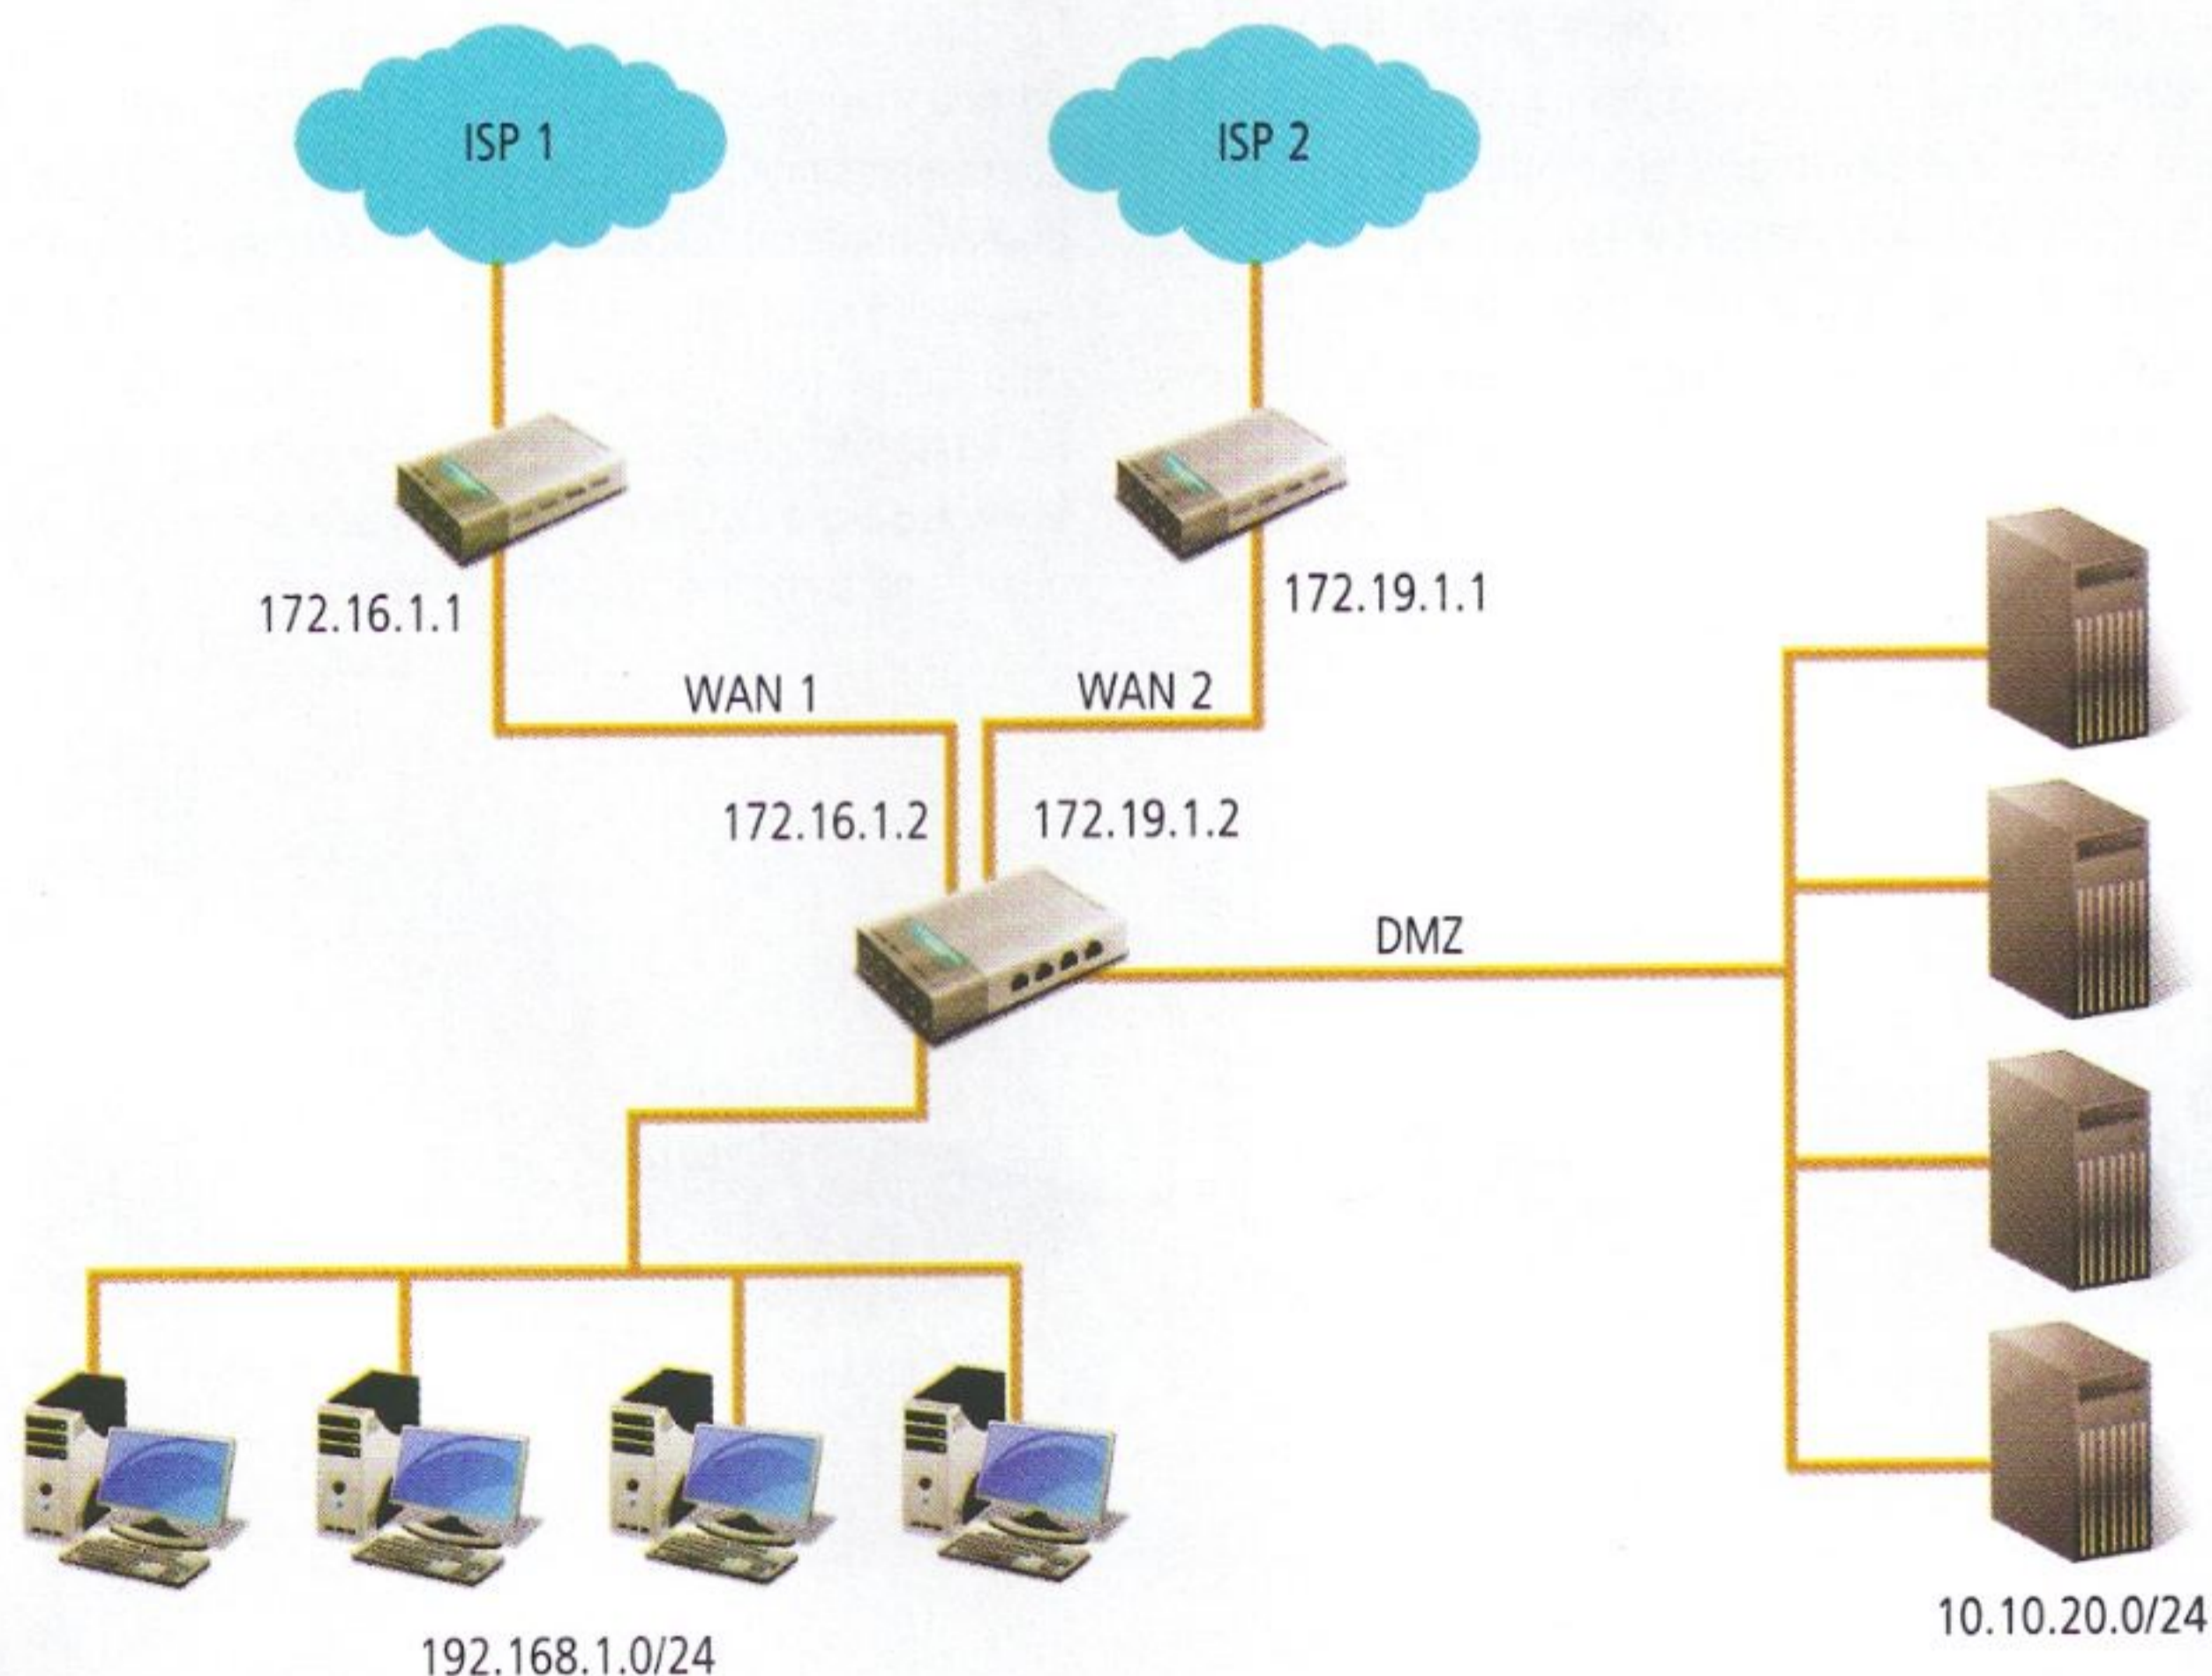 ISP 1
ISP 2
172.16.1.1
172.19.1.1
WAN 1
WAN 2
172.16.1.2
172.19.1.2
DMZ
192.168.1.0/24
10.10.20.0/24